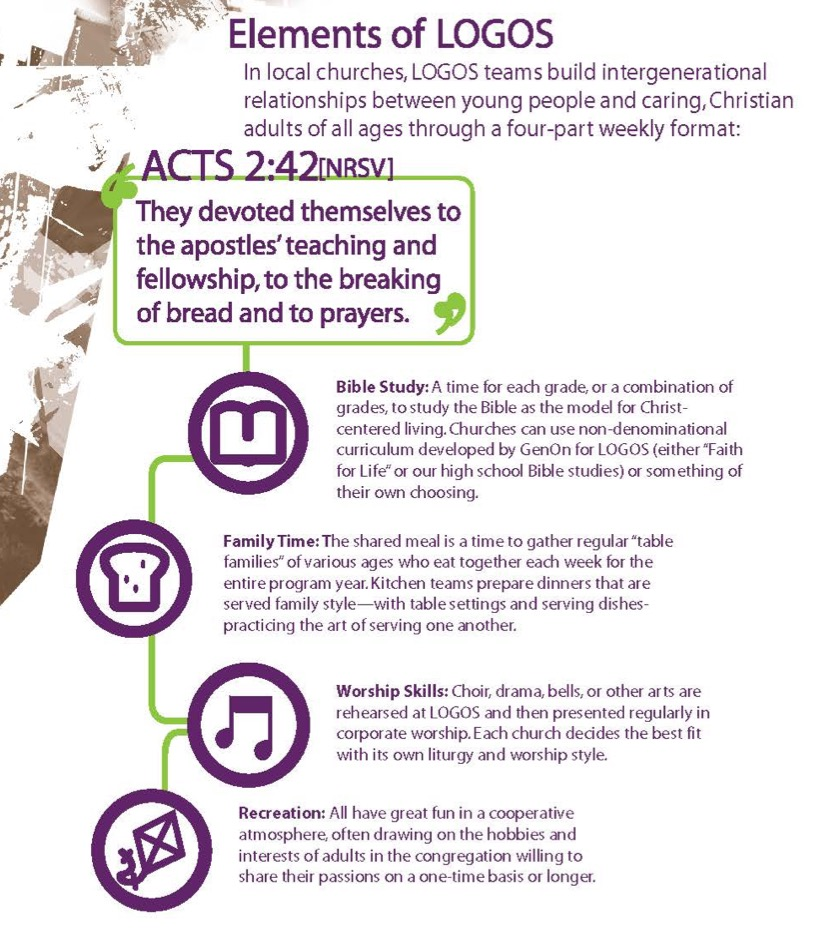 Elements of LOGOS
In local churches, LOGOS teams build intergenerational
relationships between young people and caring, Christian
adults of all ages through a four-part weekly format:
ACTS 2:42[NRSV]
They devoted themselves to
the apostles' teaching and
fellowship, to the breaking
of bread and to prayers.
Bible Study: A time for each grade, or a combination of
grades, to study the Bible as the model for Christ-
centered living. Churches can use non-denominational
curriculum developed by GenOn for LOGOS (either "Faith
for Life" or our high school Bible studies) or something of
their own choosing.
Family Time: The shared meal is a time to gather regular "table
families" of various ages who eat together each week for the
entire program year. Kitchen teams prepare dinners that are
served family style—with table settings and serving dishes-
practicing the art of serving one another.
Worship Skills: Choir, drama, bells, or other arts are
rehearsed at LOGOS and then presented regularly in
corporate worship. Each church decides the best fit
with its own liturgy and worship style.
Recreation: All have great fun in a cooperative
atmosphere, often drawing on the hobbies and
interests of adults in the congregation willing to
share their passions on a one-time basis or longer.